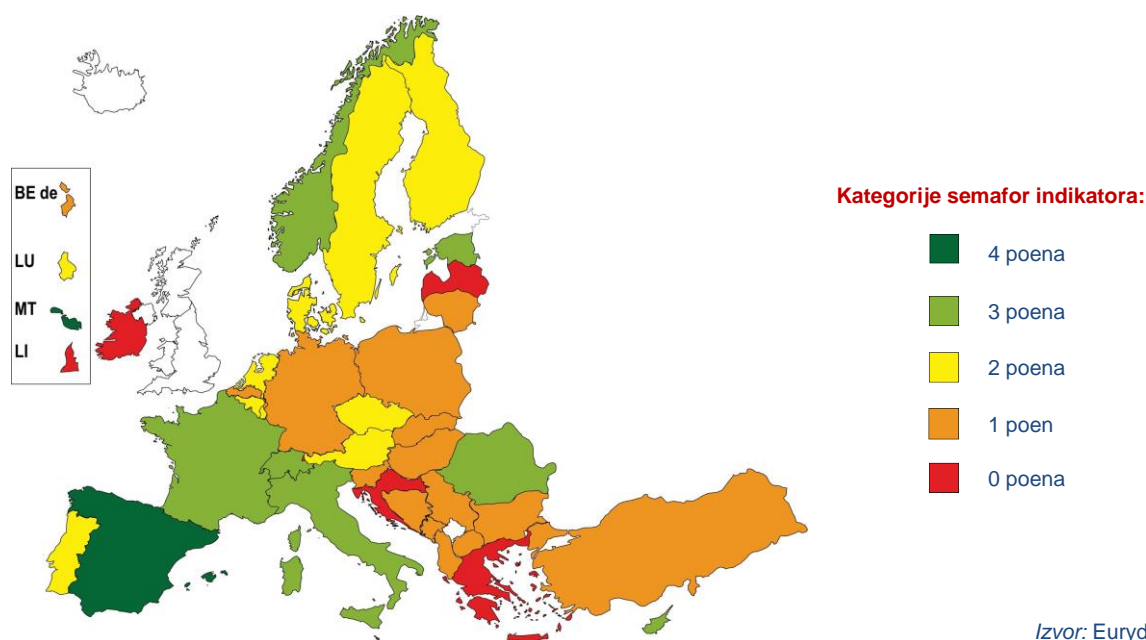 BE de
LU
MT
LI
Kategorije semafor indikatora:
4 poena
3 poena
2 poena
1 poen
0 poena
Izvor: Euryd